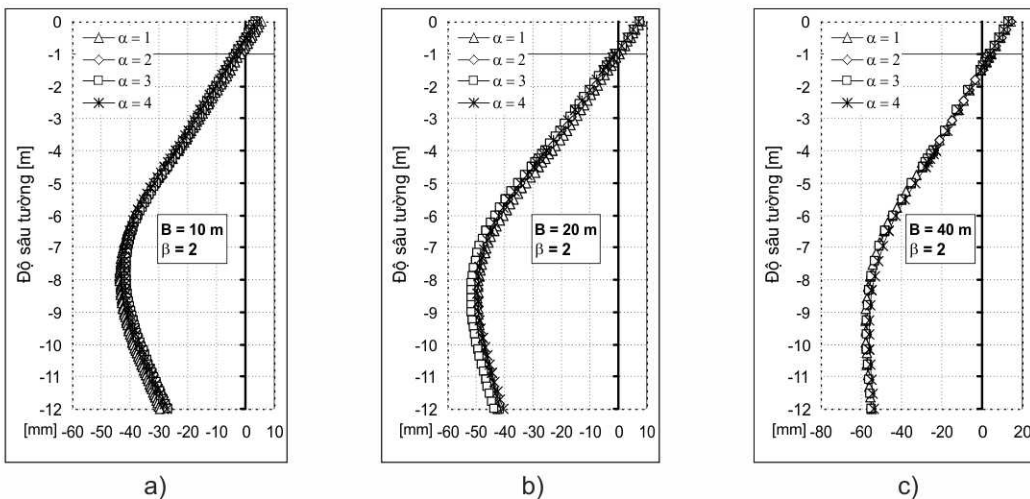 0
-1
-2
-3
-4
-5
-6
-7
-8
-9
-10
-11
-12
Độ sâu tường [m]
α = 1
α = 2
α = 3
α = 4
B = 10 m
β = 2
[mm] -60 -50 -40 -30 -20 -10 0 10
a)
0
-1
-2
-3
-4
-5
-6
-7
-8
-9
-10
-11
-12
Độ sâu tường [m]
α = 1
α = 2
α = 3
α = 4
B = 20 m
β = 2
[mm] -60 -50 -40 -30 -20 -10 0 10
b)
0
-1
-2
-3
-4
-5
-6
-7
-8
-9
-10
-11
-12
Độ sâu tường [m]
α = 1
α = 2
α = 3
α = 4
B = 40 m
β = 2
[mm] -80 -60 -40 -20 0 20
c)